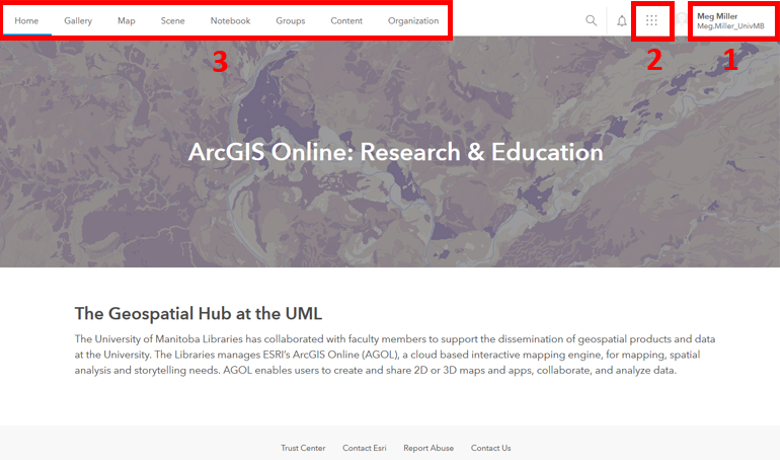 Home Gallery Map Scene Notebook Groups Content Organization
Meg Miller
Meg.Miller_UnivMB
3
2
1
ArcGIS Online: Research & Education
The Geospatial Hub at the UML
The University of Manitoba Libraries has collaborated with faculty members to support the dissemination of geospatial products and data
at the University. The Libraries manages ESRI's ArcGIS Online (AGOL), a cloud based interactive mapping engine, for mapping, spatial
analysis and storytelling needs. AGOL enables users to create and share 2D or 3D maps and apps, collaborate, and analyze data.
Trust Center Contact Esri Report Abuse Contact Us